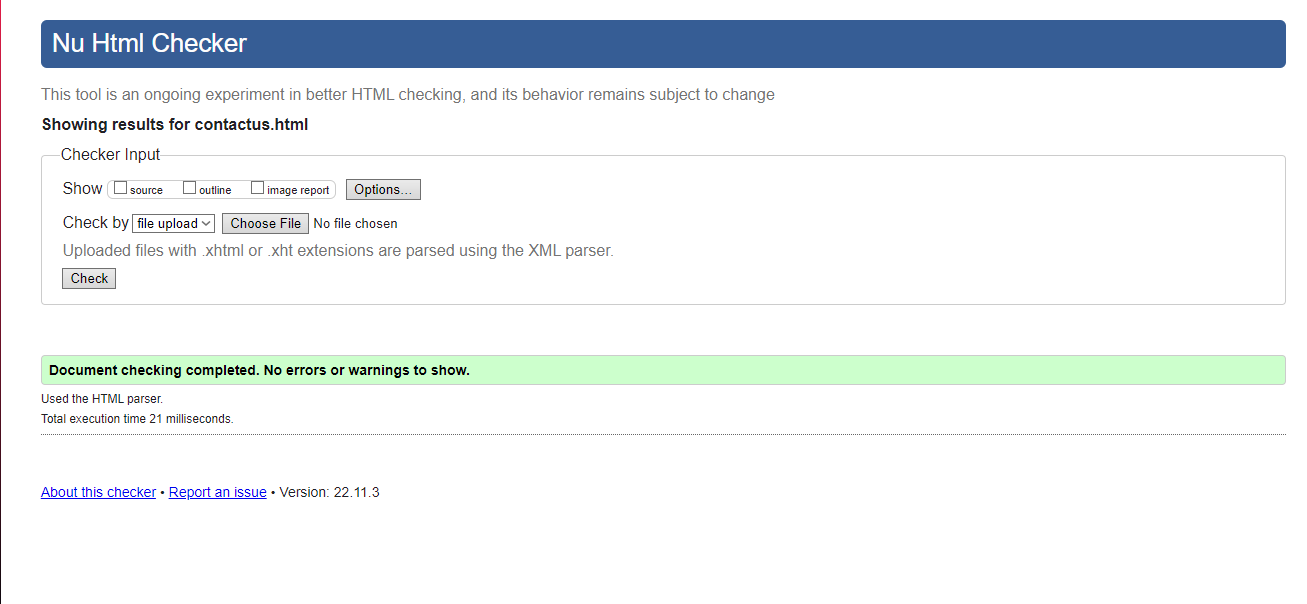 Nu Html Checker
This tool is an ongoing experiment in better HTML checking, and its behavior remains subject to change
Showing results for contactus.html
Checker Input
Show source outline image report Options...
Check by file upload Choose File No file chosen
Uploaded files with .xhtml or .xht extensions are parsed using the XML parser.
Check
Document checking completed. No errors or warnings to show.
Used the HTML parser.
Total execution time 21 milliseconds.
About this checker • Report an issue • Version: 22.11.3